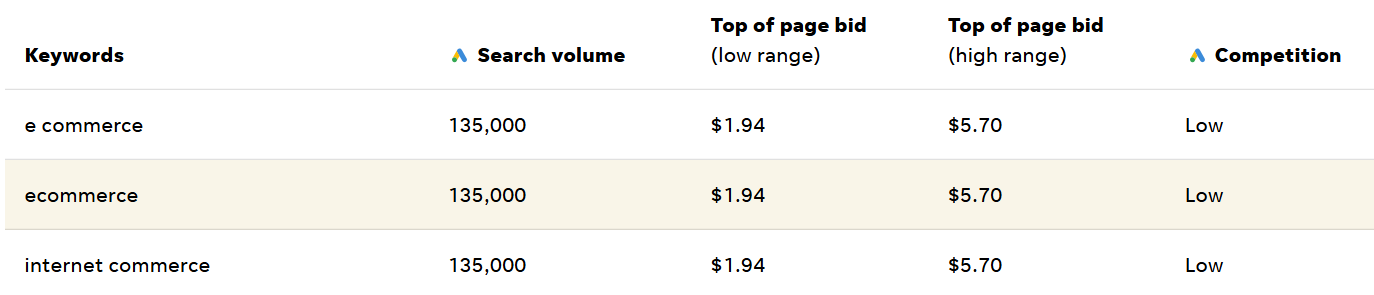 Keywords Search volume Top of page bid (low range) Top of page bid (high range) Competition
e commerce 135,000 $1.94 $5.70 Low
ecommerce 135,000 $1.94 $5.70 Low
internet commerce 135,000 $1.94 $5.70 Low